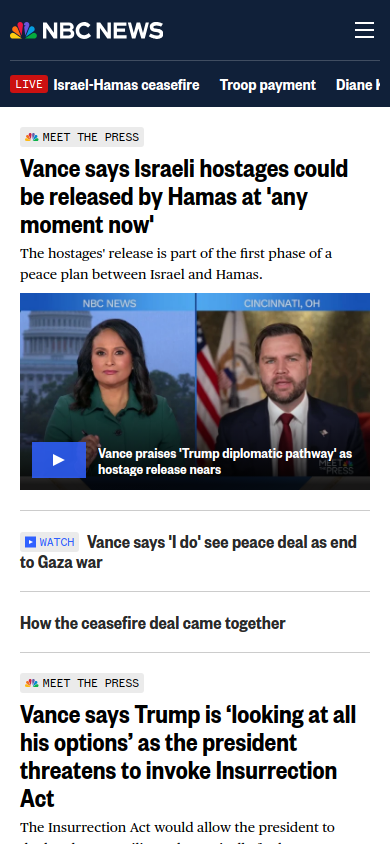 NBC NEWS
LIVE Israel-Hamas ceasefire Troop payment Diane
MEET THE PRESS
Vance says Israeli hostages could
be released by Hamas at 'any
moment now'
The hostages' release is part of the first phase of a
peace plan between Israel and Hamas.
NBC NEWS CINCINNATI, OH
Vance praises 'Trump diplomatic pathway' as
hostage release nears
MEET THE PRESS
WATCH Vance says 'I do' see peace deal as end
to Gaza war
How the ceasefire deal came together
MEET THE PRESS
Vance says Trump is ‘looking at all
his options’ as the president
threatens to invoke Insurrection
Act
The Insurrection Act would allow the president to